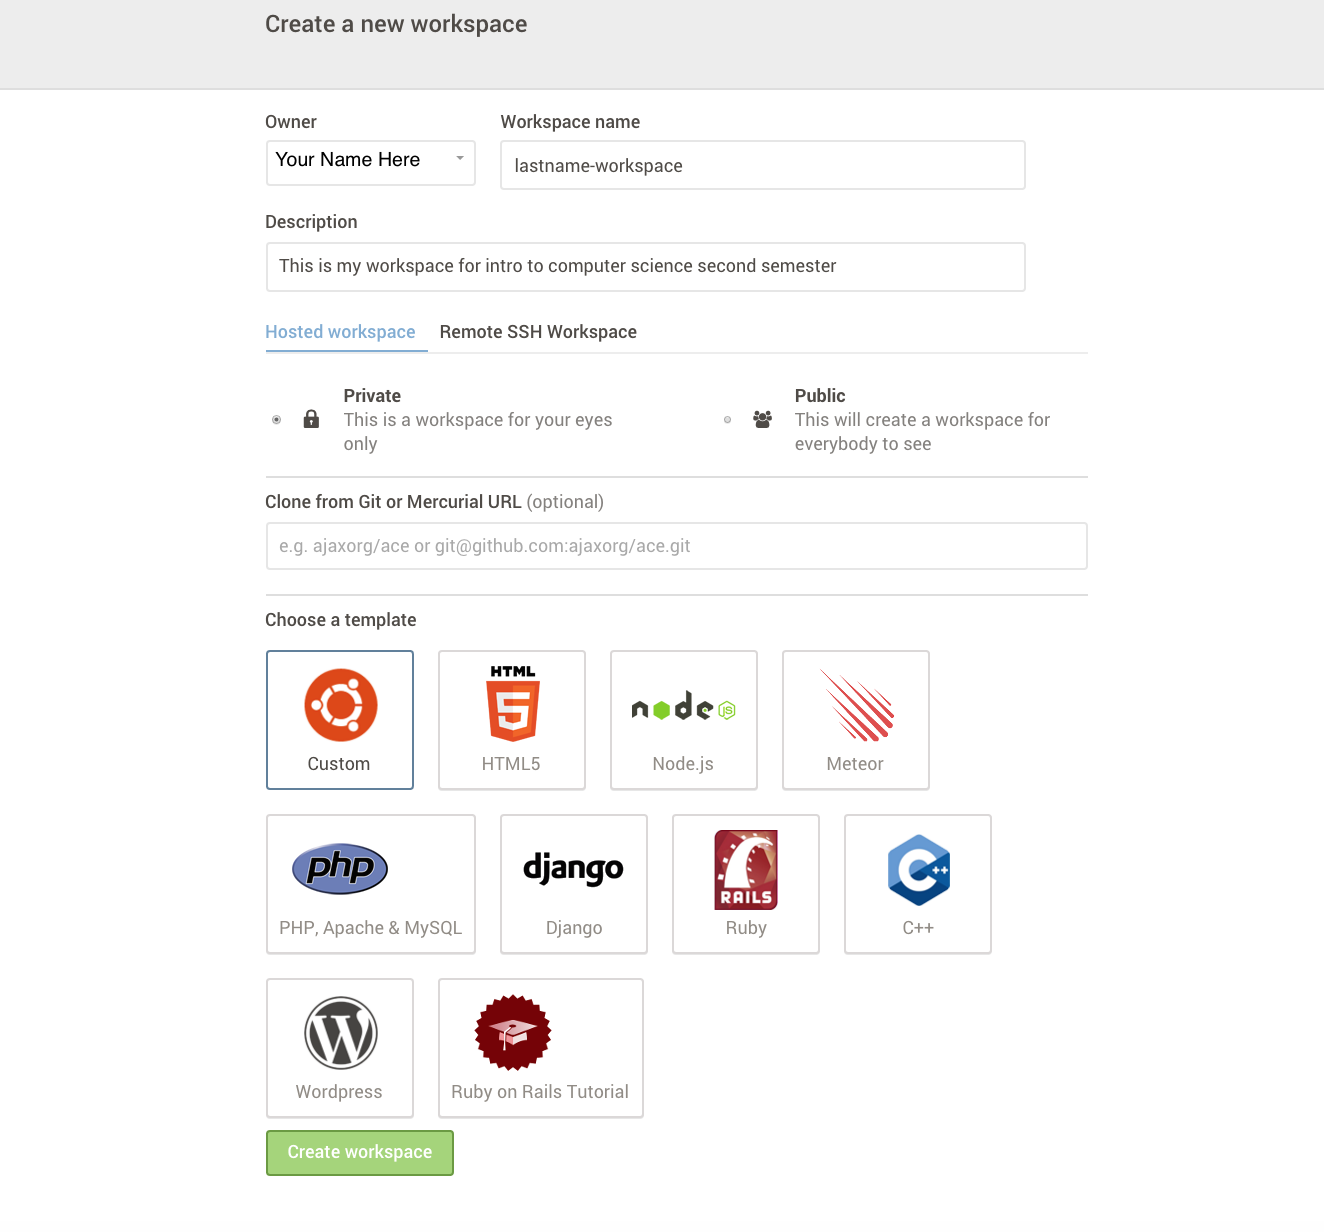 Create a new workspace
Owner
Workspace name
Your Name Here
lastname-workspace
Description
This is my workspace for intro to computer science second semester
Hosted workspace Remote SSH Workspace
Private
This is a workspace for your eyes
only
Public
This will create a workspace for
everybody to see
Clone from Git or Mercurial URL (optional)
e.g. ajaxorg/ace or git@github.com:ajaxorg/ace.git
Choose a template
Custom
HTML
5
HTML5
node JS
Node.js
Meteor
php
PHP, Apache & MySQL
django
Django
RAILS
Ruby
C++
C++
W
Wordpress
Ruby on Rails Tutorial
Create workspace